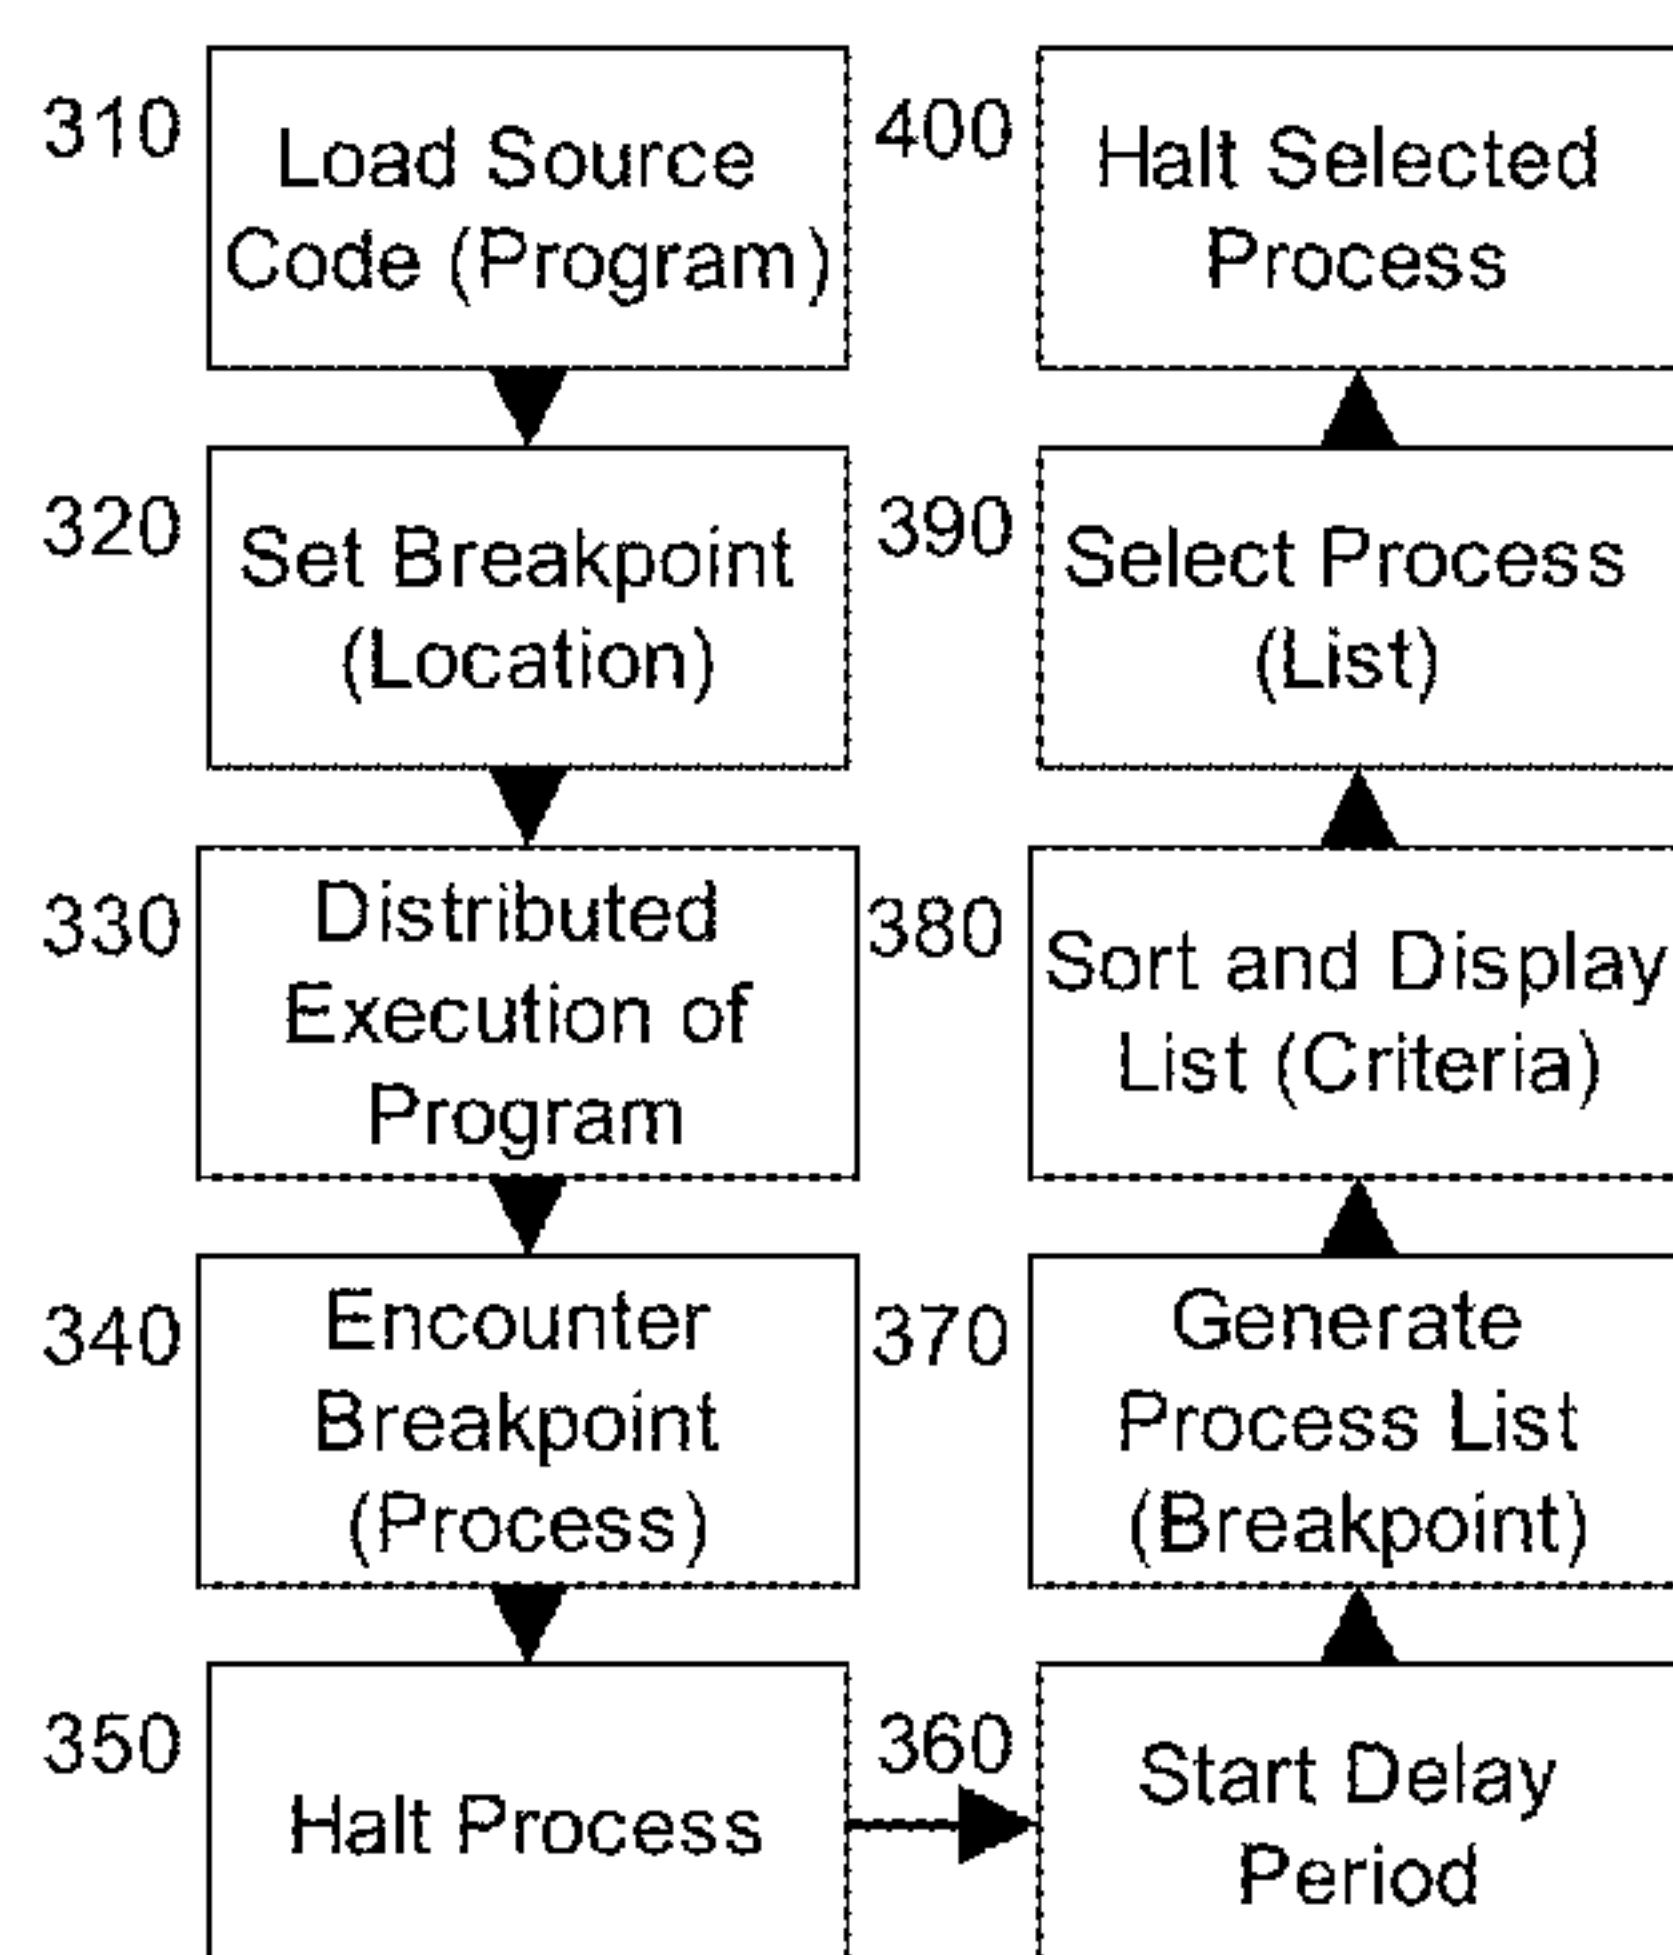 310
Load Source
Code (Program)
320
Set Breakpoint
(Location)
330
Distributed
Execution of
Program
340
Encounter
Breakpoint
(Process)
350
Halt Process
360
Start Delay
Period
370
Generate
Process List
(Breakpoint)
380
Sort and Display
List (Criteria)
390
Select Process
(List)
400
Halt Selected
Process